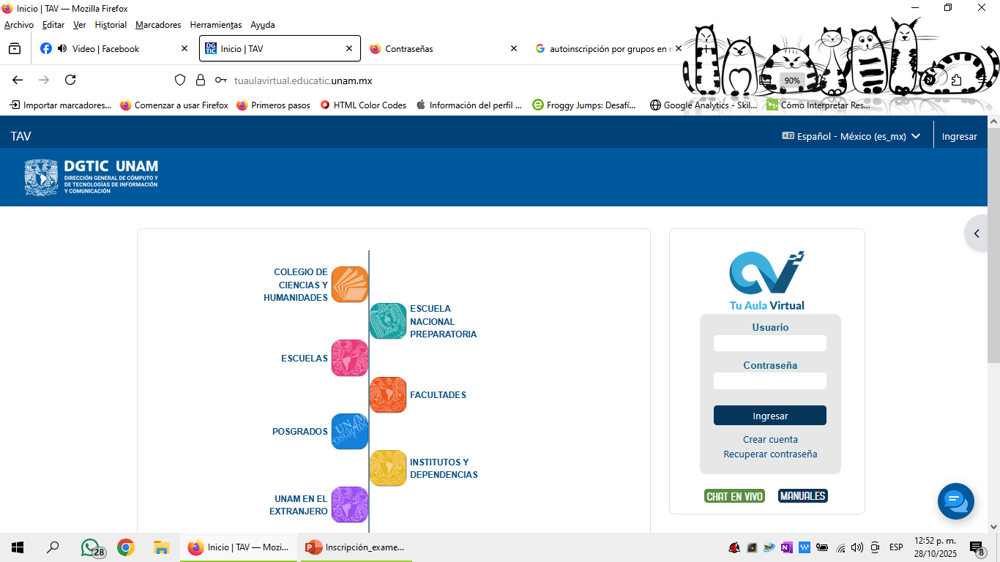 Inicio | TAV — Mozilla Firefox
Archivo Editar Ver Historial Marcadores Herramientas Ayuda
Video | Facebook
Inicio | TAV
Contraseñas
autoinscripción por grupos en
tuaulavirtual.educatic.unam.mx
90%
Importar marcadores...
Comenzar a usar Firefox
Primeros pasos
HTML Color Codes
Información del perfil ...
Froggy Jumps: Desafí...
Google Analytics - Skil...
Cómo Interpretar Res...
TAV
Español - México (es_mx)
Ingresar
DGTIC UNAM
DIRECCIÓN GENERAL DE CÓMPUTO Y
DE TECNOLOGÍAS DE INFORMACIÓN
Y COMUNICACIÓN
COLEGIO DE
CIENCIAS Y
HUMANIDADES
ESCUELA
NACIONAL
PREPARATORIA
ESCUELAS
FACULTADES
POSGRADOS
INSTITUTOS Y
DEPENDENCIAS
UNAM EN EL
EXTRANJERO
Tu Aula Virtual
Usuario
Contraseña
Ingresar
Crear cuenta
Recuperar contraseña
CHAT EN VIVO
MANUALES
28
Inicio | TAV — Mozi...
Inscripción_exame...
ESP
12:52 p. m.
28/10/2025
8